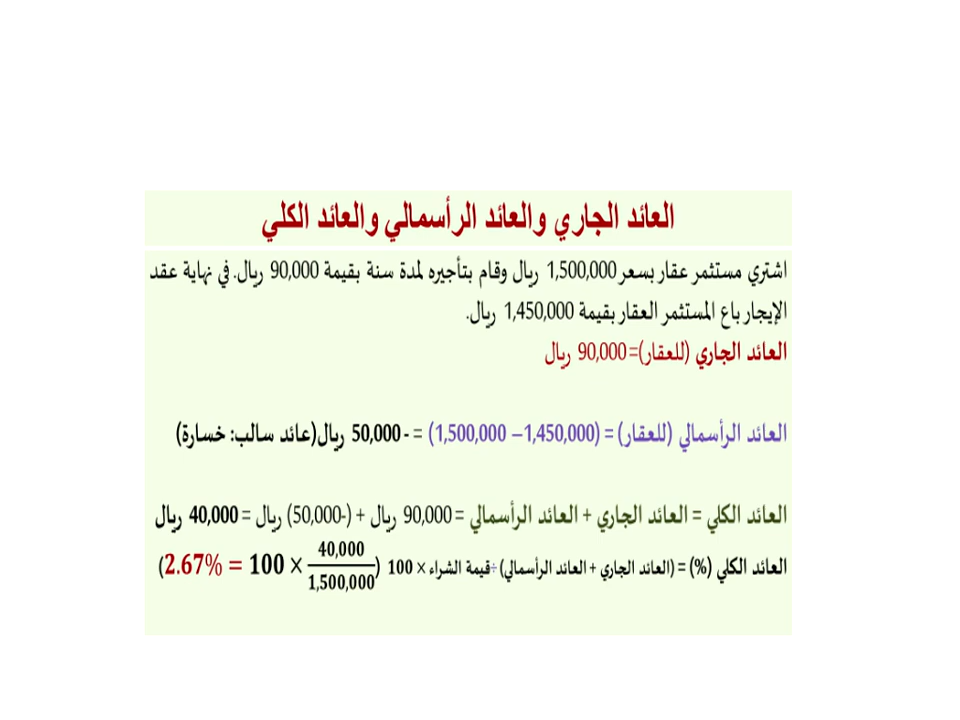 العائد الجاري والعائد الرأسمالي والعائد الكلي
اشتري مستثمر عقار بسعر 1,500,000 ريال وقام بتأجيره لمدة سنة بقيمة 90,000 ريال. في نهاية عقد
الإيجار باع المستثمر العقار بقيمة 1,450,000 ريال.
العائد الجاري (للعقار)= 90,000 ريال
العائد الرأسمالي (للعقار) = (1,450,000 – 1,500,000) = - 50,000 ريال(عائد سالب: خسارة)
العائد الكلي = العائد الجاري + العائد الرأسمالي = 90,000 ريال + (-50,000) ريال = 40,000 ريال
العائد الكلي (%) = (العائد الجاري + العائد الرأسمالي) ÷ قيمة الشراء × 100 (40,000/1,500,000 × 100 = 2.67%)